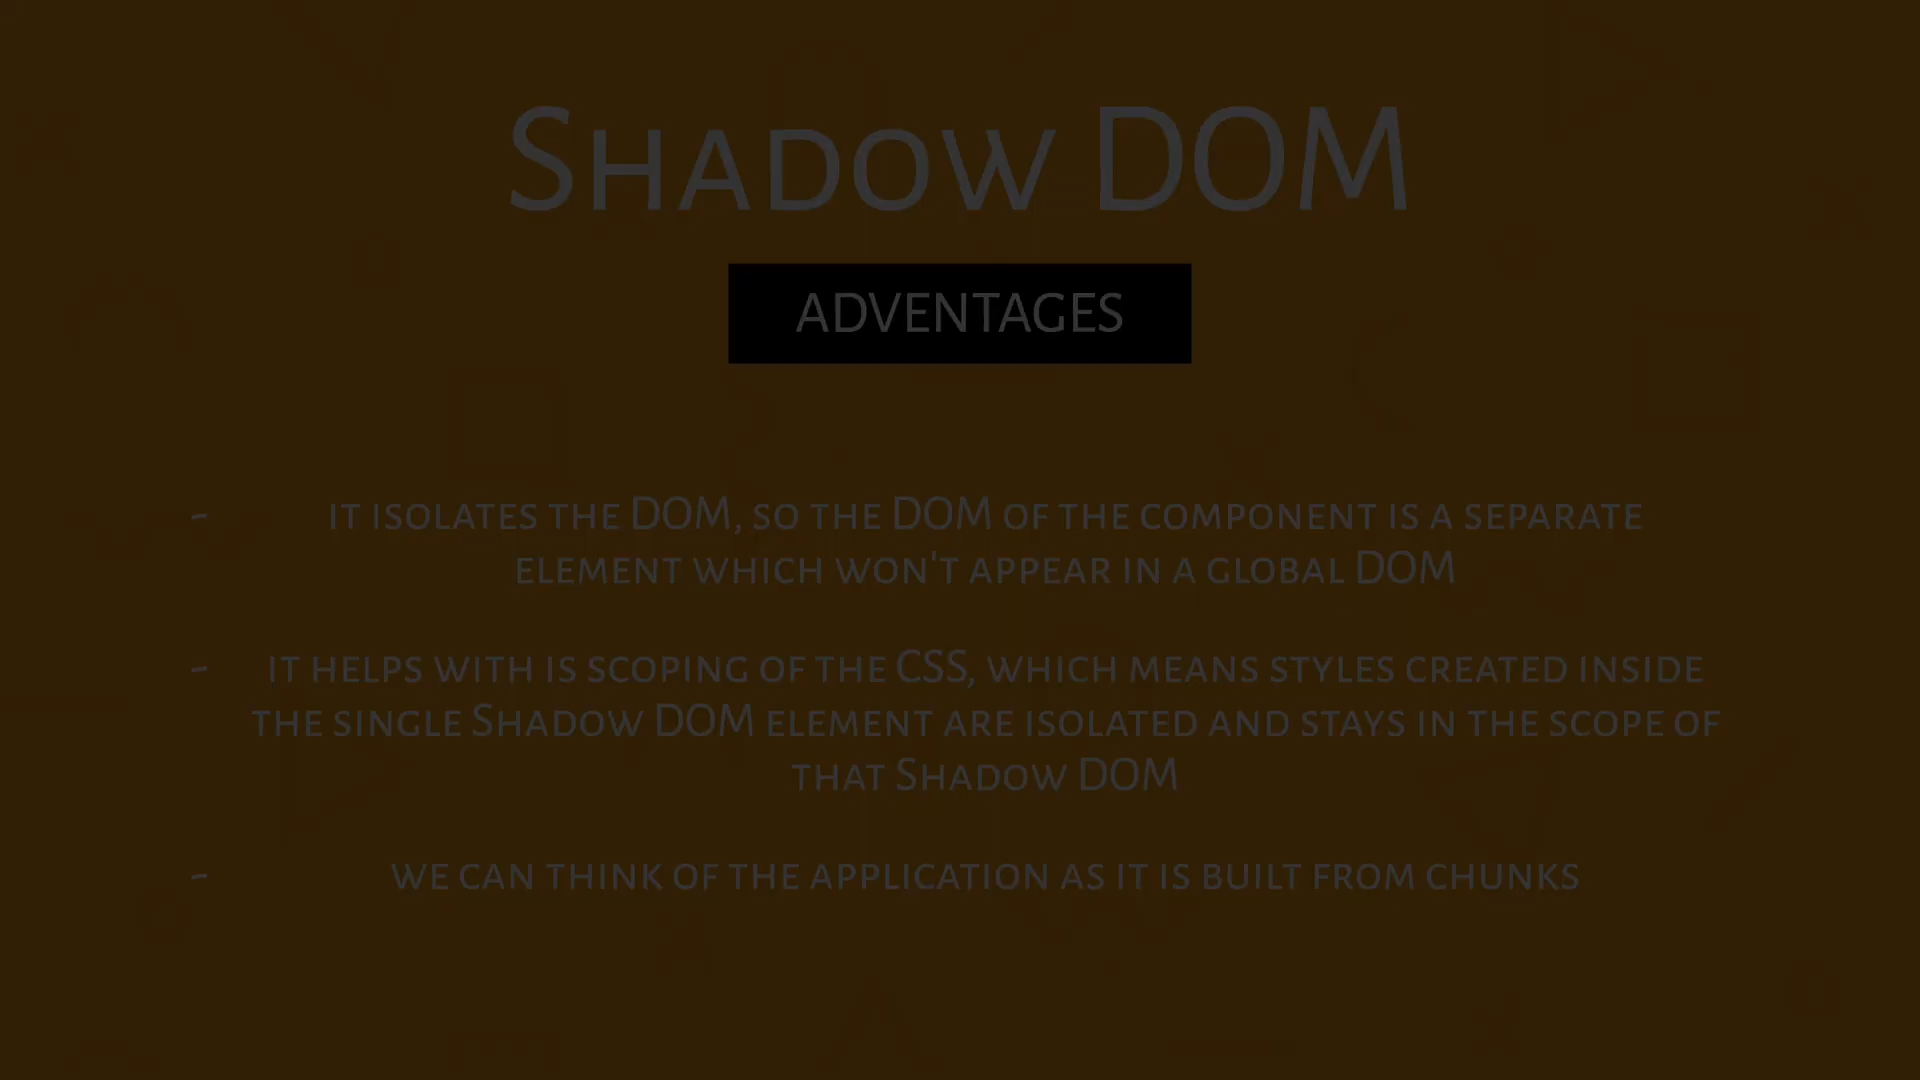 Shadow DOM
ADVENTAGES
- it isolates the DOM, so the DOM of the component is a separate
element which won't appear in a global DOM
- it helps with is scoping of the CSS, which means styles created inside
the single Shadow DOM element are isolated and stays in the scope of
that Shadow DOM
- we can think of the application as it is built from chunks